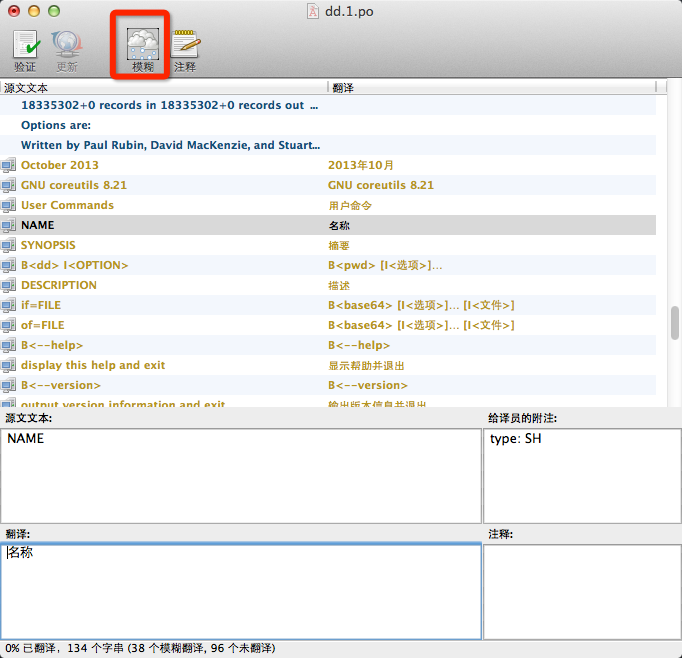 dd.1.po
验证 更新 模糊 注释
源文文本 翻译
18335302+0 records in 18335302+0 records out ...
Options are:
Written by Paul Rubin, David MacKenzie, and Stuart...
October 2013 2013年10月
GNU coreutils 8.21 GNU coreutils 8.21
User Commands 用户命令
NAME 名称
SYNOPSIS 摘要
B<dd> I<OPTION> B<pwd> [I<选项>]...
DESCRIPTION 描述
if=FILE B<base64> [I<选项>]... [I<文件>]
of=FILE B<base64> [I<选项>]... [I<文件>]
B<--help> B<--help>
display this help and exit 显示帮助并退出
B<--version> B<--version>
output version information and exit 输出版本信息并退出
源文文本: 给译员的附注:
NAME type: SH
翻译: 注释:
名称
0% 已翻译，134 个字串 (38 个模糊翻译, 96 个未翻译)